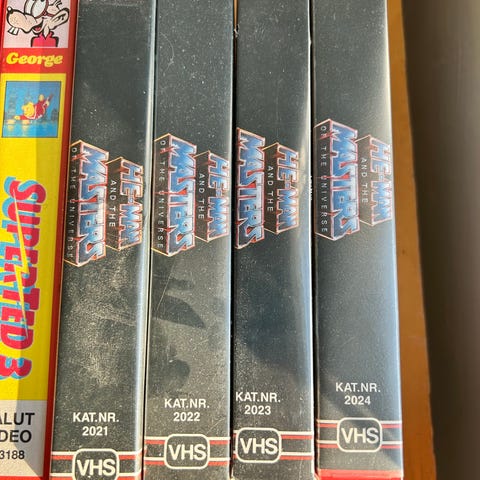 George
SUPERTED 3
ALUT
DEO
3188
HE-MAN
AND THE
MASTERS
OF THE UNIVERSE
KAT.NR.
2021
VHS
HE-MAN
AND THE
MASTERS
OF THE UNIVERSE
KAT.NR.
2022
VHS
HE-MAN
AND THE
MASTERS
OF THE UNIVERSE
KAT.NR.
2023
VHS
HE-MAN
AND THE
MASTERS
OF THE UNIVERSE
KAT.NR.
2024
VHS